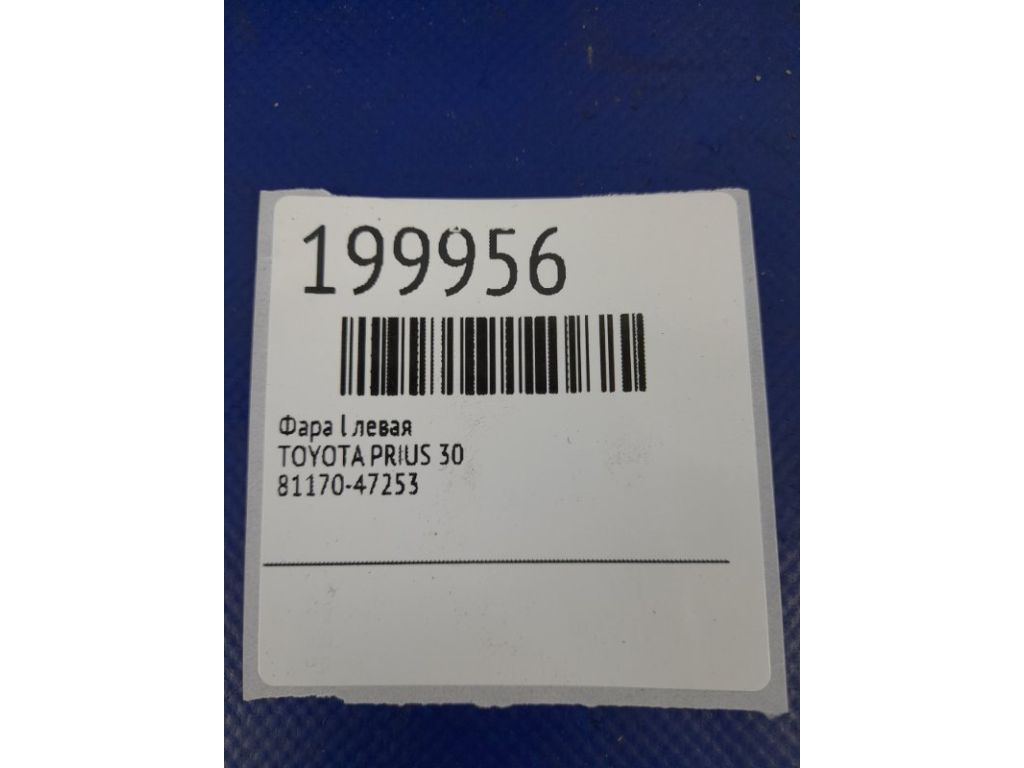 199956
Фара l левая
TOYOTA PRIUS 30
81170-47253